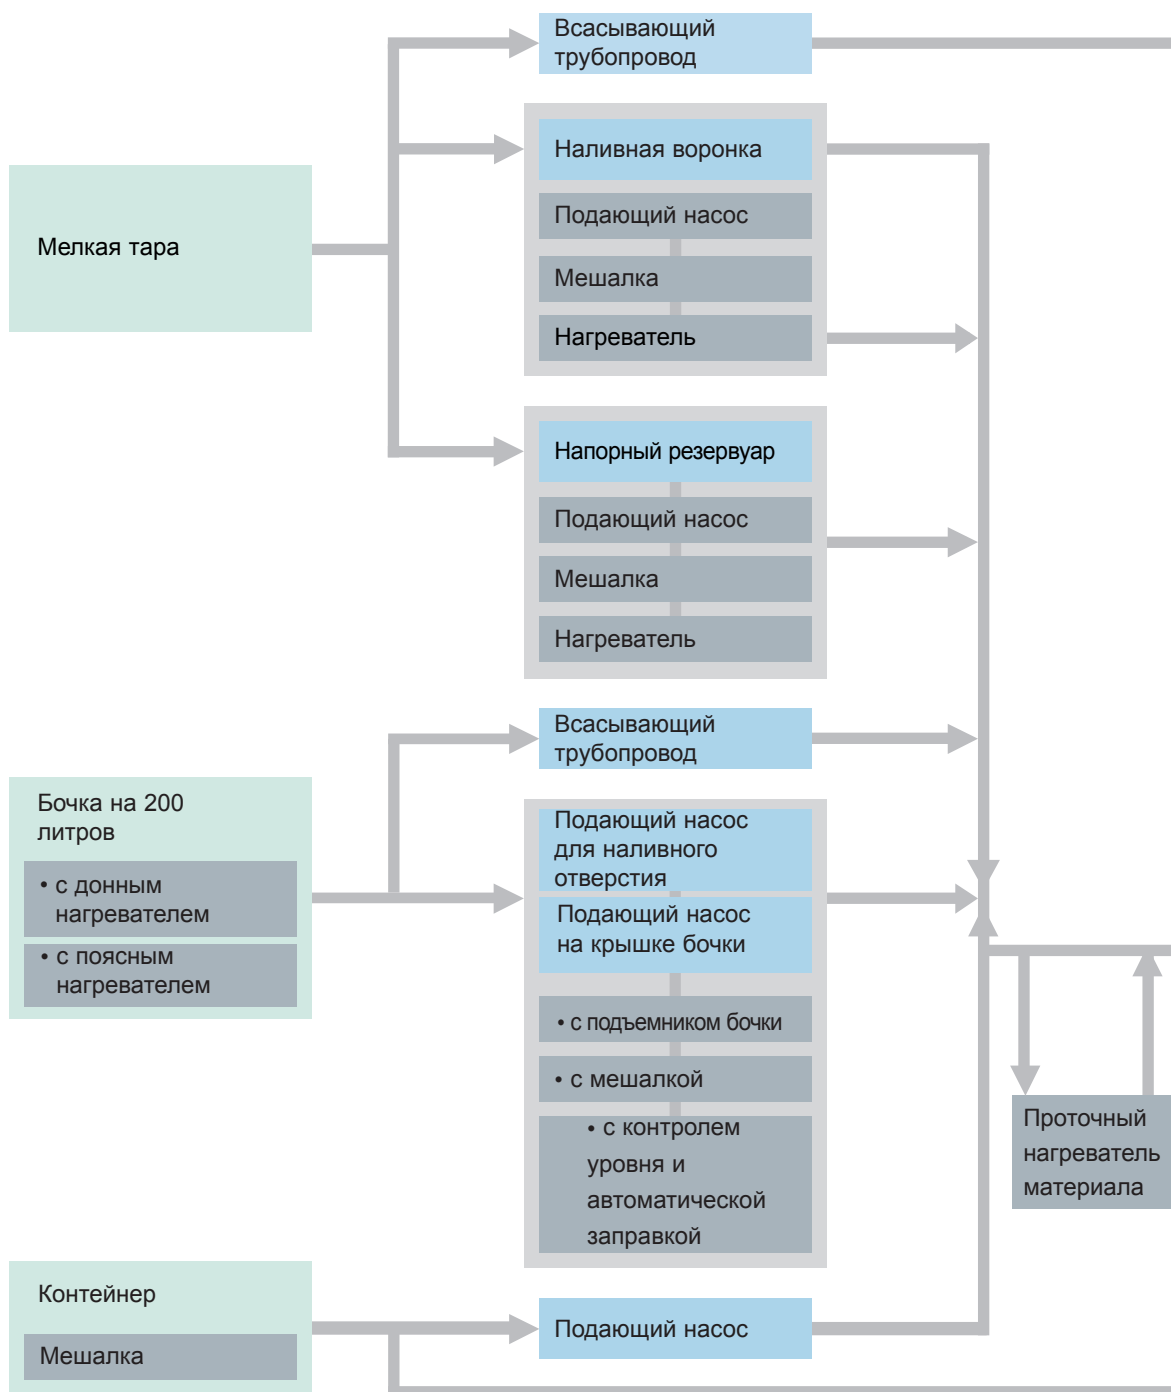 Всасывающий
трубопровод
Наливная воронка
Подающий насос
Мешалка
Нагреватель
Мелкая тара
Напорный резервуар
Подающий насос
Мешалка
Нагреватель
Всасывающий
трубопровод
Бочка на 200
литров
• с донным
нагревателем
• с поясным
нагревателем
Подающий насос
для наливного
отверстия
Подающий насос
на крышке бочки
• с подъемником бочки
• с мешалкой
• с контролем
уровня и
автоматической
заправкой
Проточный
нагреватель
материала
Контейнер
Мешалка
Подающий насос